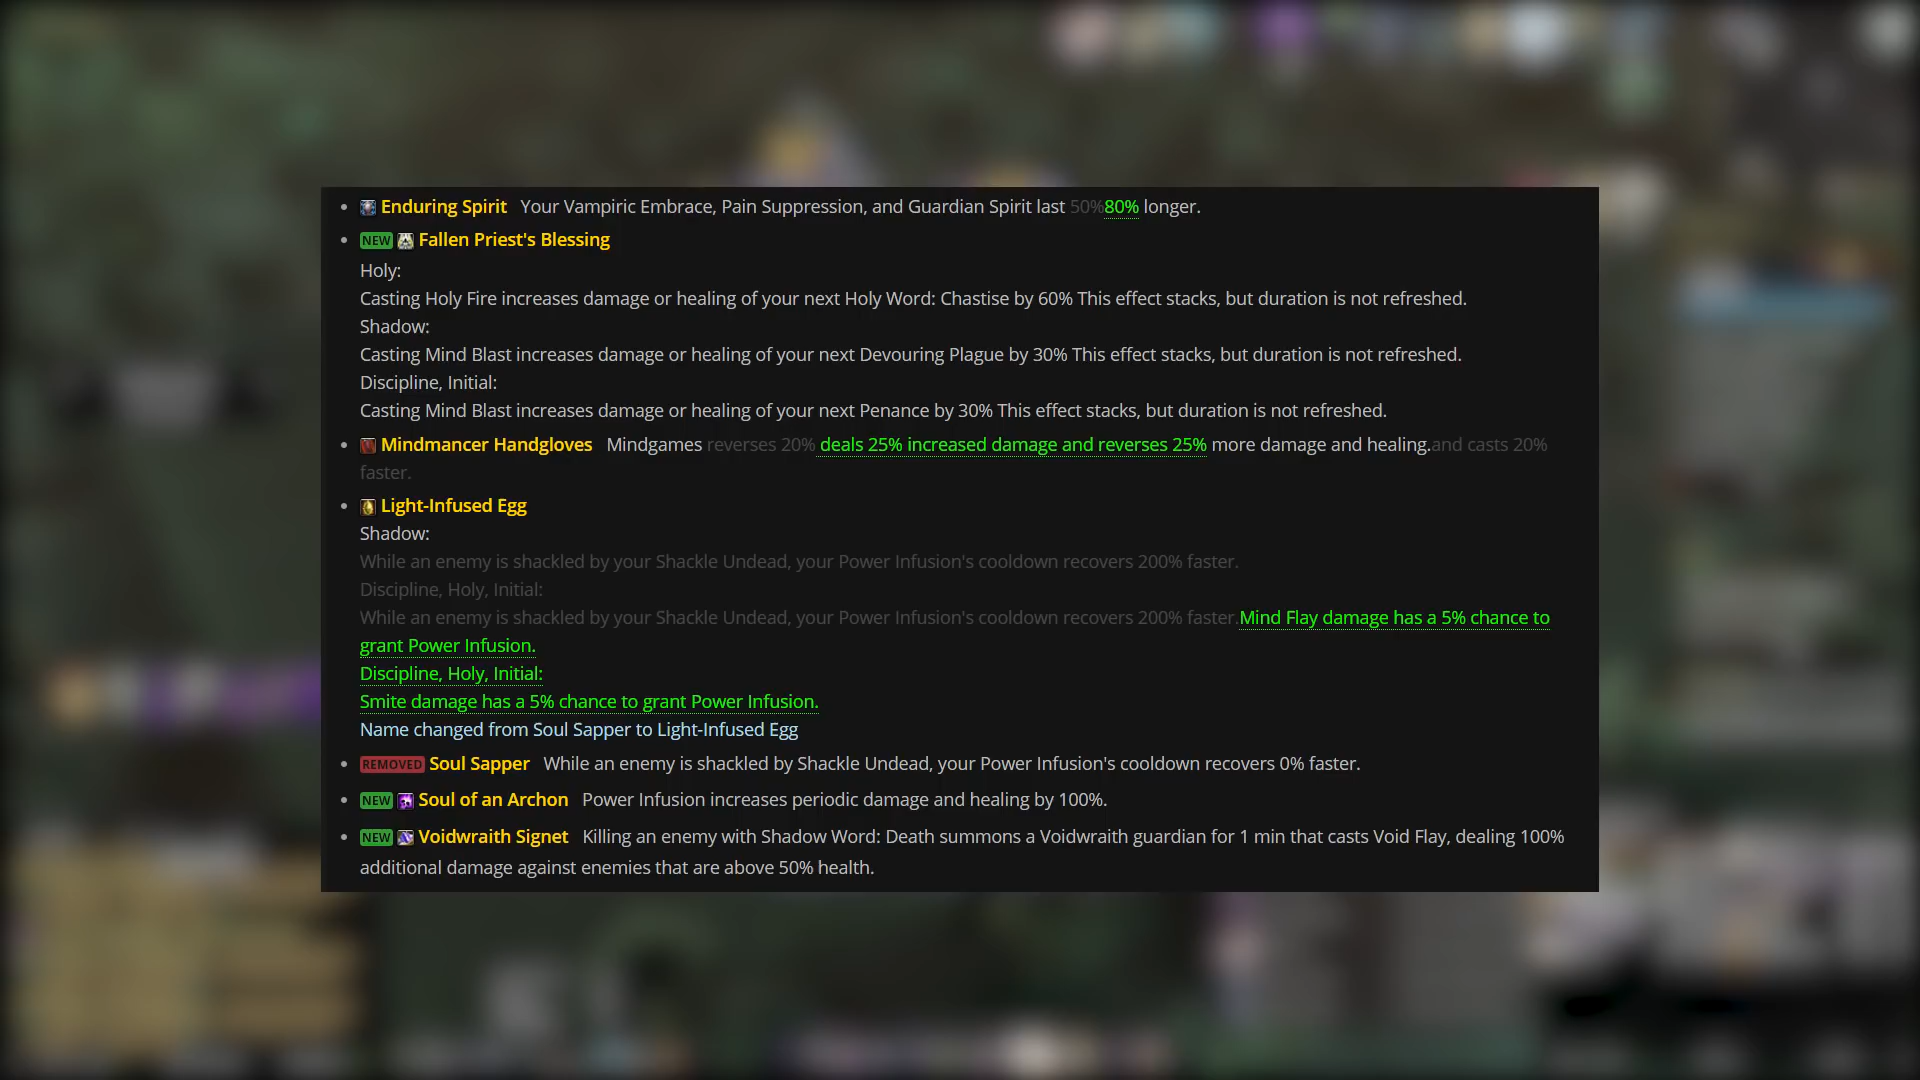 Enduring Spirit Your Vampiric Embrace, Pain Suppression, and Guardian Spirit last 50%80% longer.
NEW Fallen Priest's Blessing
Holy:
Casting Holy Fire increases damage or healing of your next Holy Word: Chastise by 60% This effect stacks, but duration is not refreshed.
Shadow:
Casting Mind Blast increases damage or healing of your next Devouring Plague by 30% This effect stacks, but duration is not refreshed.
Discipline, Initial:
Casting Mind Blast increases damage or healing of your next Penance by 30% This effect stacks, but duration is not refreshed.
Mindmancer Handgloves Mindgames reverses 20% deals 25% increased damage and reverses 25% more damage and healing.and casts 20%
faster.
Light-Infused Egg
Shadow:
While an enemy is shackled by your Shackle Undead, your Power Infusion's cooldown recovers 200% faster.
Discipline, Holy, Initial:
While an enemy is shackled by your Shackle Undead, your Power Infusion's cooldown recovers 200% faster.Mind Flay damage has a 5% chance to
grant Power Infusion.
Discipline, Holy, Initial:
Smite damage has a 5% chance to grant Power Infusion.
Name changed from Soul Sapper to Light-Infused Egg
REMOVED Soul Sapper While an enemy is shackled by Shackle Undead, your Power Infusion's cooldown recovers 0% faster.
NEW Soul of an Archon Power Infusion increases periodic damage and healing by 100%.
NEW Voidwraith Signet Killing an enemy with Shadow Word: Death summons a Voidwraith guardian for 1 min that casts Void Flay, dealing 100%
additional damage against enemies that are above 50% health.